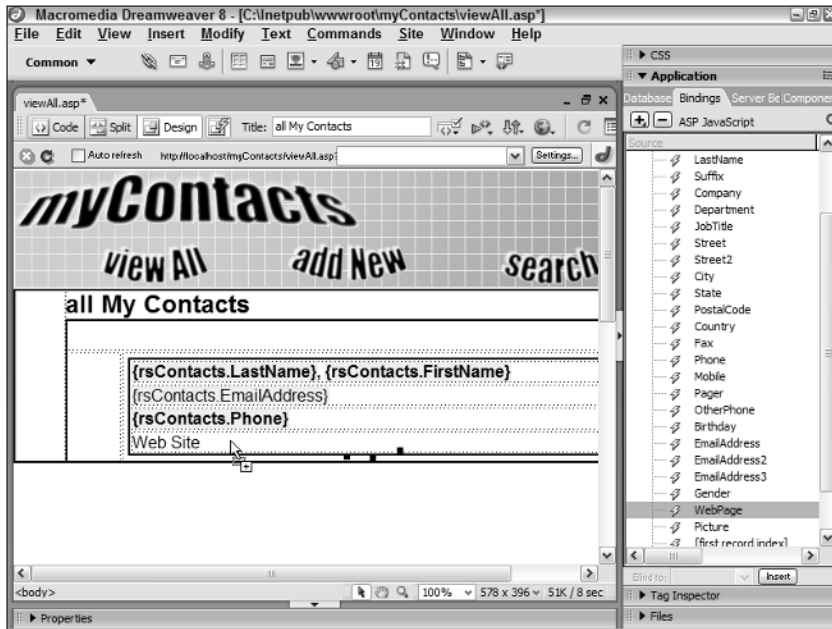 Macromedia Dreamweaver 8 - [C:\Inetpub\wwwroot\myContacts\viewAll.asp*]
File Edit View Insert Modify Text Commands Site Window Help
Common
viewAll.asp*
Code Split Design Title: all My Contacts
Auto refresh http://localhost/myContacts/viewAll.asp? Settings...
myContacts
view All add New search
all My Contacts
{rsContacts.LastName}, {rsContacts.FirstName}
{rsContacts.EmailAddress}
{rsContacts.Phone}
Web Site
<body> 100% 578 x 396 51K / 8 sec
Properties
CSS
Application
Database Bindings Server Be Componen
ASP JavaScript
Source
LastName
Suffix
Company
Department
JobTitle
Street
Street2
City
State
PostalCode
Country
Fax
Phone
Mobile
Pager
OtherPhone
Birthday
EmailAddress
EmailAddress2
EmailAddress3
Gender
WebPage
Picture
[first record index]
Bind to: Insert
Tag Inspector
Files